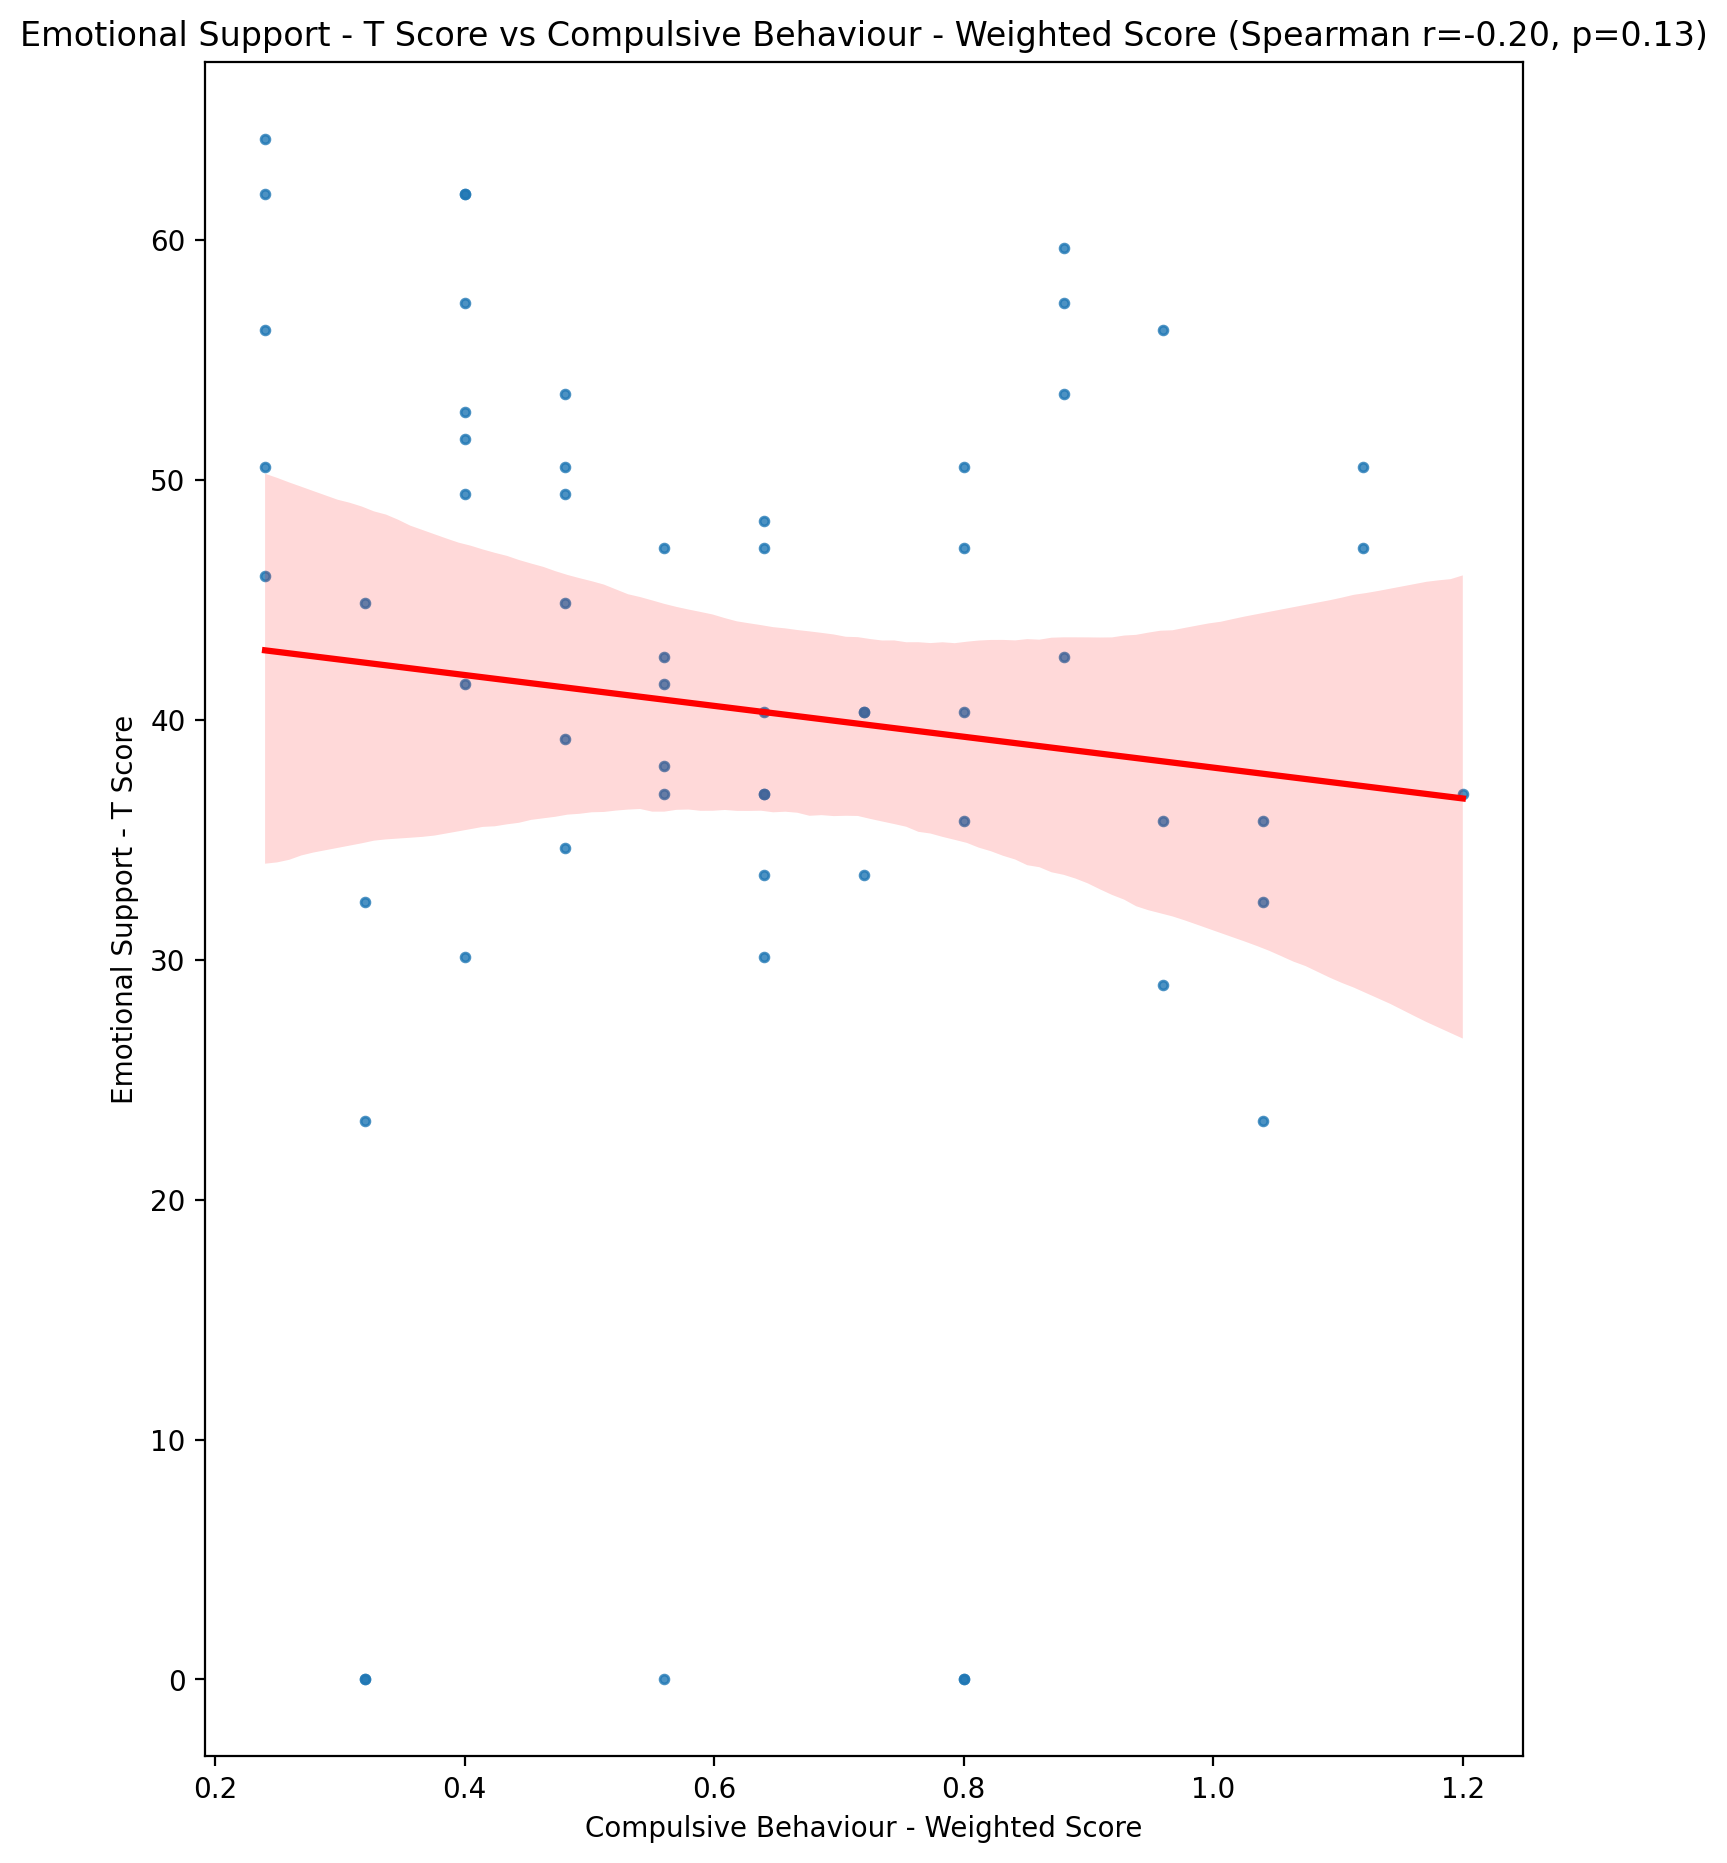 Emotional Support - T Score vs Compulsive Behaviour - Weighted Score (Spearman r=-0.20, p=0.13)
60
50
40
30
20
10
0
Emotional Support - T Score
0.2 0.4 0.6 0.8 1.0 1.2
Compulsive Behaviour - Weighted Score